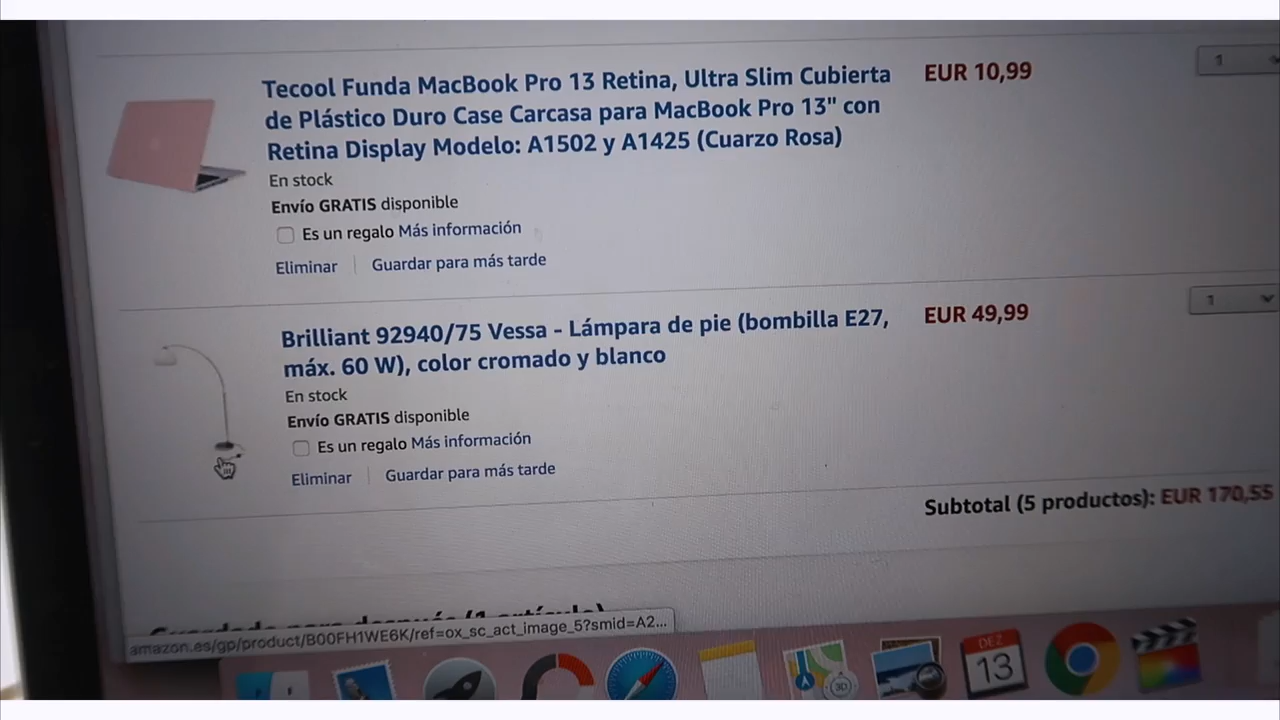 Tecool Funda MacBook Pro 13 Retina, Ultra Slim Cubierta
de Plástico Duro Case Carcasa para MacBook Pro 13" con
Retina Display Modelo: A1502 y A1425 (Cuarzo Rosa)
EUR 10,99
1
En stock
Envío GRATIS disponible
Es un regalo Más información
Eliminar Guardar para más tarde
Brilliant 92940/75 Vessa - Lámpara de pie (bombilla E27,
máx. 60 W), color cromado y blanco
EUR 49,99
1
En stock
Envío GRATIS disponible
Es un regalo Más información
Eliminar Guardar para más tarde
Subtotal (5 productos): EUR 170,55
amazon.es/gp/product/B00FH1WE6K/ref=ox_sc_act_image_5?smid=A2...
3D
DEZ
13